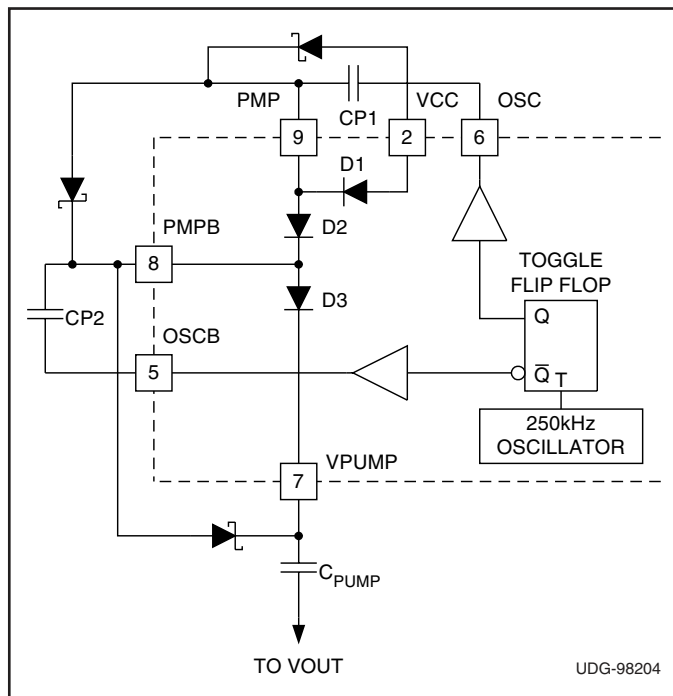 PMP
CP1
VCC
OSC
9
2
6
D1
D2
PMPB
8
TOGGLE
FLIP FLOP
D3
CP2
Q
OSCB
5
Q̅
T
250kHz
OSCILLATOR
VPUMP
7
CPUMP
TO VOUT
UDG-98204